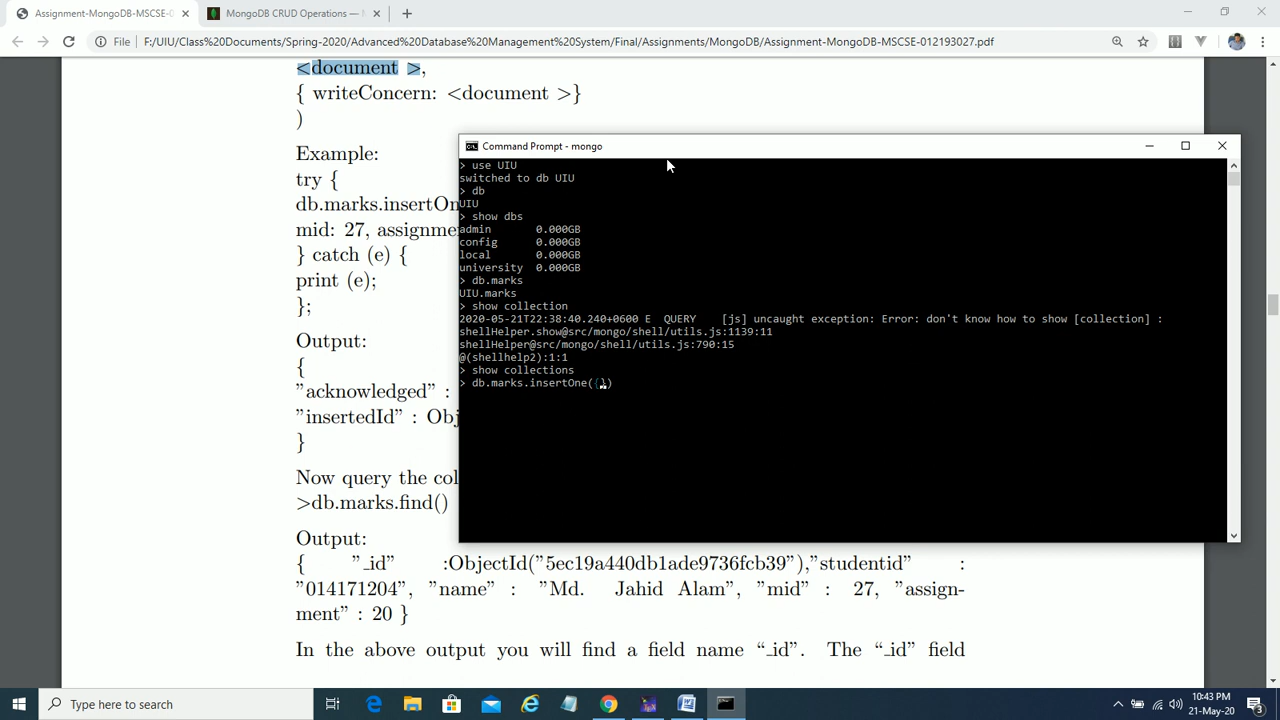 Assignment-MongoDB-MSCSE-0
MongoDB CRUD Operations —
File F:/UIU/Class%20Documents/Spring-2020/Advanced%20Database%20Management%20System/Final/Assignments/MongoDB/Assignment-MongoDB-MSCSE-012193027.pdf
<document >,
{ writeConcern: <document >}
)
Example:
try {
db.marks.insertOn
mid: 27, assignme
} catch (e) {
print (e);
};
Output:
{
”acknowledged” :
”insertedId” : Obj
}
Now query the col
>db.marks.find()
Output:
{ ”_id” :ObjectId(”5ec19a440db1ade9736fcb39”),”studentid” :
”014171204”, ”name” : ”Md. Jahid Alam”, ”mid” : 27, ”assign-
ment” : 20 }
In the above output you will find a field name “_id”. The “_id” field
Command Prompt - mongo
> use UIU
switched to db UIU
> db
UIU
> show dbs
admin 0.000GB
config 0.000GB
local 0.000GB
university 0.000GB
> db.marks
UIU.marks
> show collection
2020-05-21T22:38:40.240+0600 E QUERY [js] uncaught exception: Error: don't know how to show [collection] :
shellHelper.show@src/mongo/shell/utils.js:1139:11
shellHelper@src/mongo/shell/utils.js:790:15
@(shellhelp2):1:1
> show collections
> db.marks.insertOne({})
Type here to search
10:43 PM
21-May-20
3